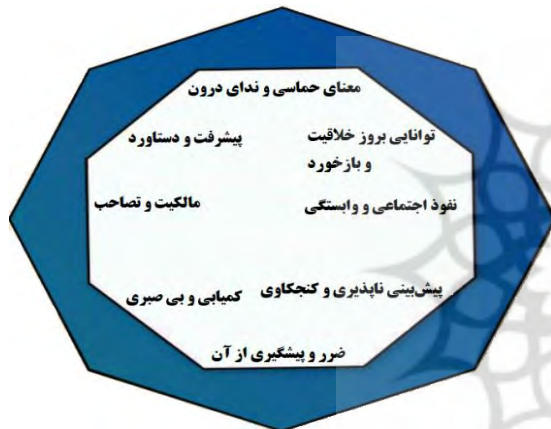 معنای حماسی و ندای درون
توانایی بروز خلاقیت
و بازخورد
پیشرفت و دستاورد
نفوذ اجتماعی و وابستگی
مالکیت و تصاحب
پیش‌بینی ناپذیری و کنجکاوی
کمیابی و بی صبری
ضرر و پیشگیری از آن